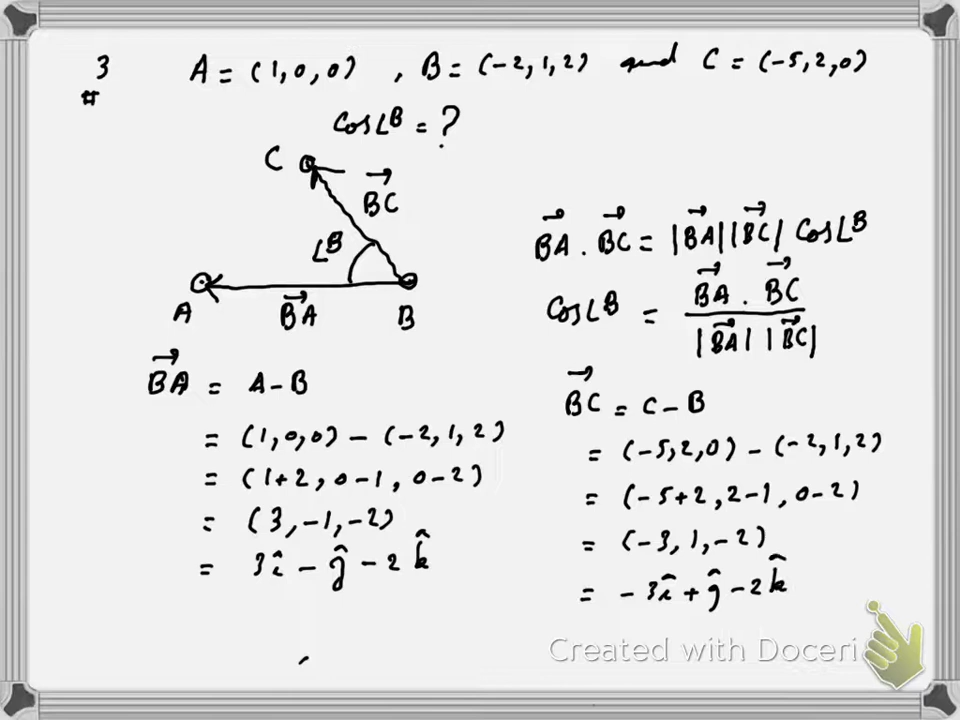 3 A = (1, 0, 0) , B = (-2, 1, 2) and C = (-5, 2, 0)
#
Cos∠B = ?
C
BC→
∠B
A
BA→
B
BA→ . BC→ = |BA→| |BC→| Cos∠B
Cos∠B = BA→ . BC→ / |BA→| |BC→|
BA→ = A - B
= (1, 0, 0) - (-2, 1, 2)
= (1+2, 0-1, 0-2)
= (3, -1, -2)
= 3î - ĵ - 2k̂
BC→ = C - B
= (-5, 2, 0) - (-2, 1, 2)
= (-5+2, 2-1, 0-2)
= (-3, 1, -2)
= -3î + ĵ - 2k̂
Created with Doceri